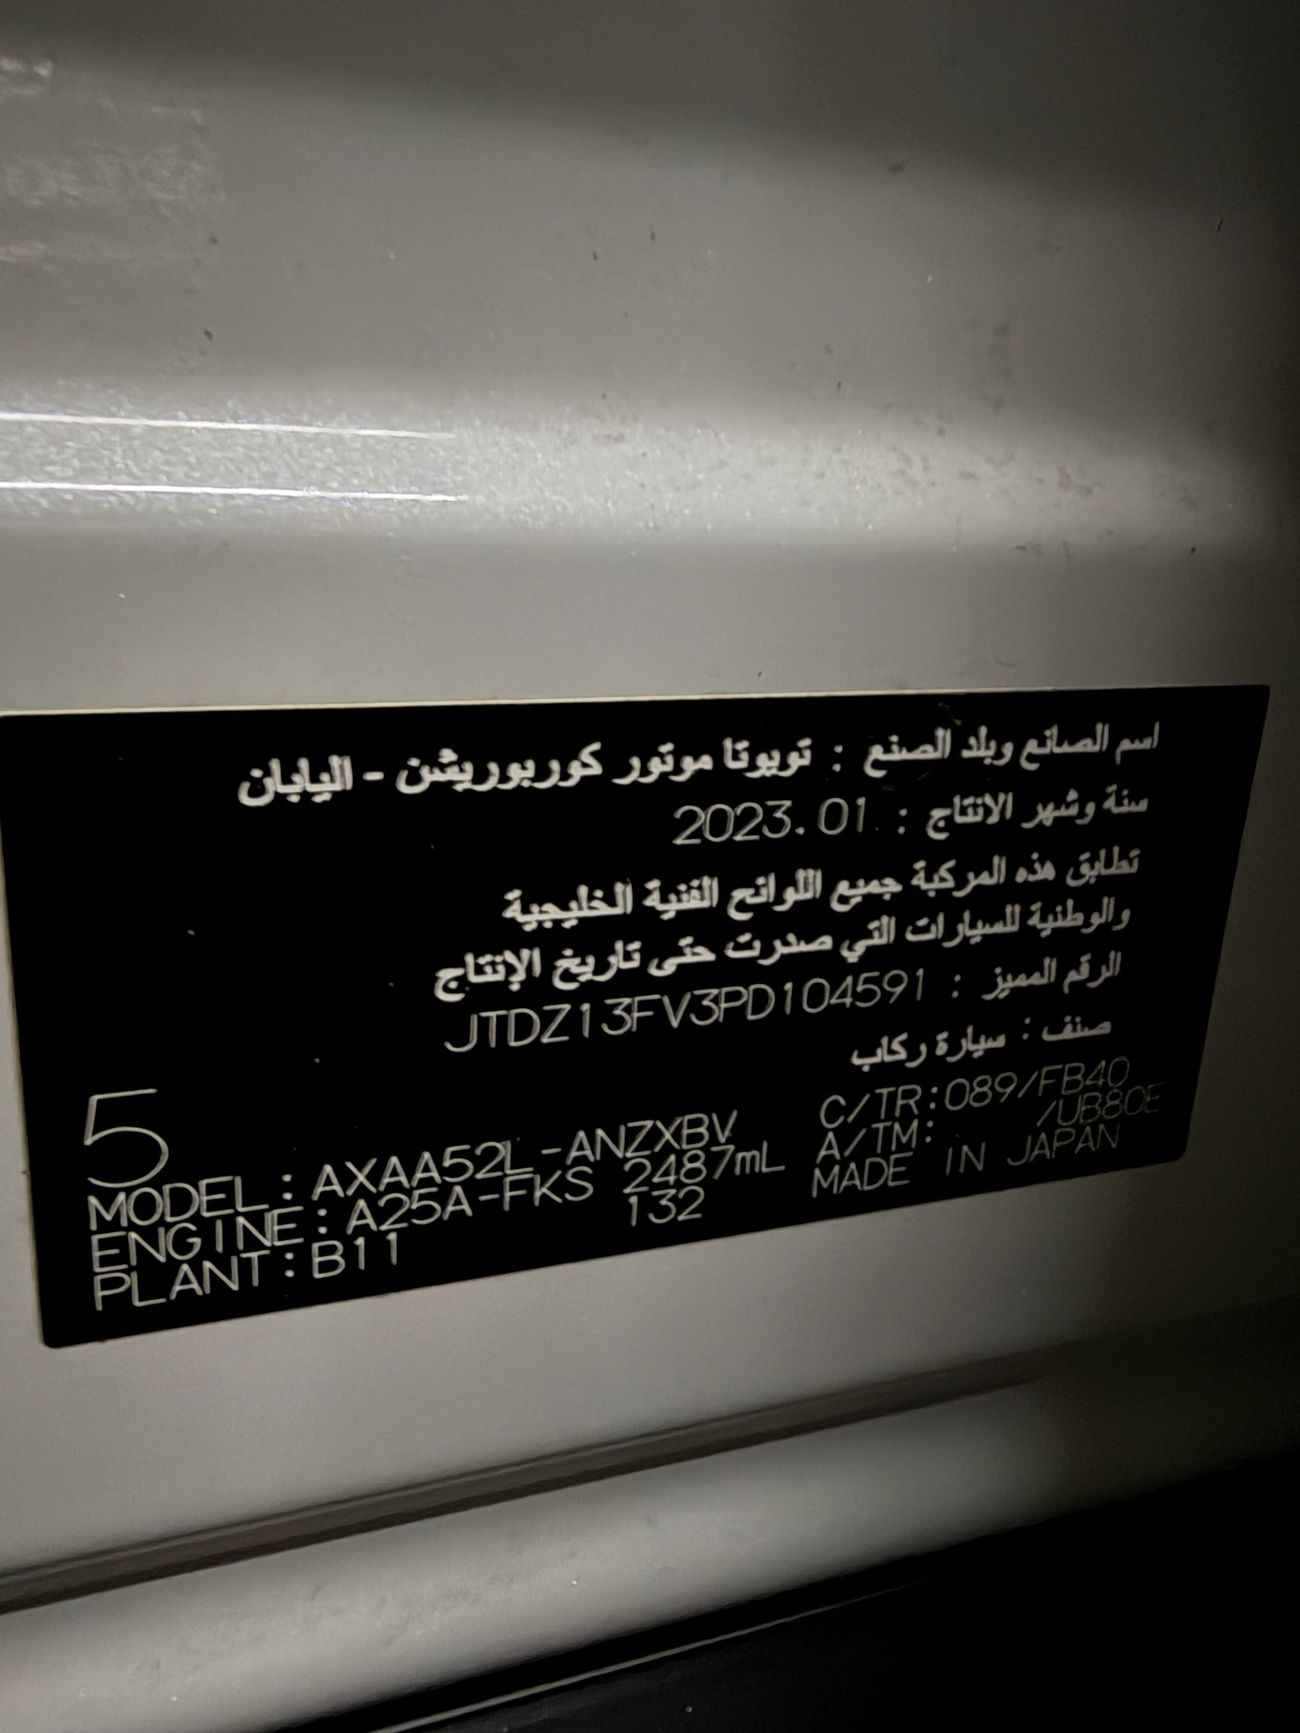 اسم الصانع وبلد الصنع : تويوتا موتور كوربوريشن - اليابان
سنة وشهر الانتاج : 2023.01
تطابق هذه المركبة جميع اللوائح الفنية الخليجية
والوطنية للسيارات التي صدرت حتى تاريخ الإنتاج
الرقم المميز : JTDZ13FV3PD104591
صنف : سيارة ركاب
5
C/TR:089/FB40
MODEL:AXAA52L-ANZXBV A/TM: /UB80E
ENGINE:A25A-FKS 2487mL MADE IN JAPAN
PLANT:B11 132